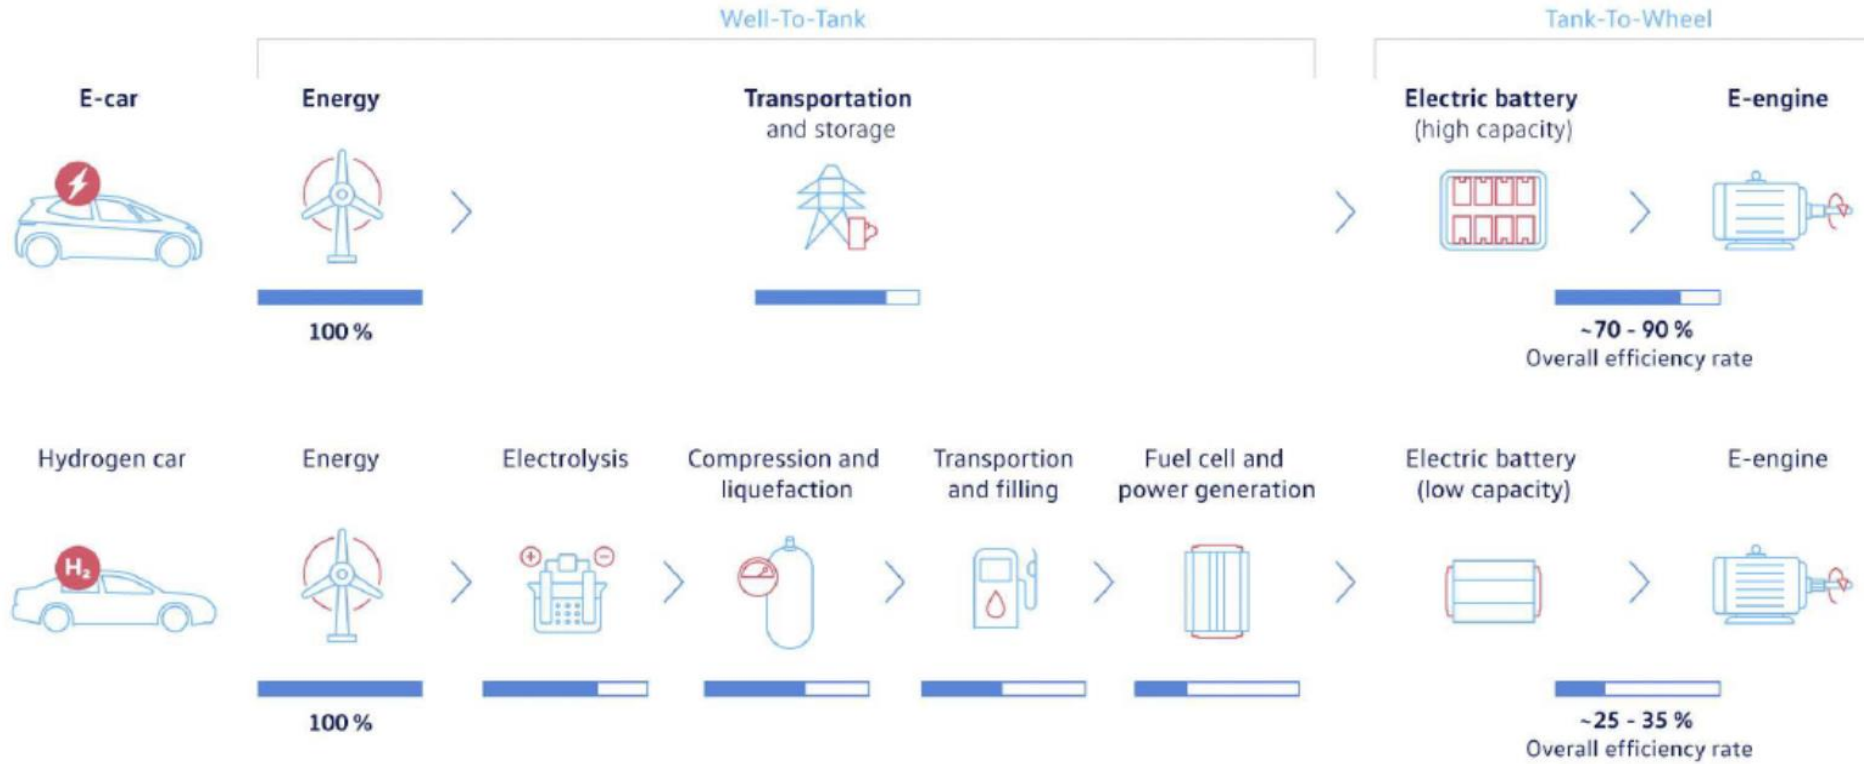 Well-To-Tank
Tank-To-Wheel
E-car
Energy
Transportation
and storage
Electric battery
(high capacity)
E-engine
100 %
~70 - 90 %
Overall efficiency rate
Hydrogen car
Energy
Electrolysis
Compression and
liquefaction
Transportion
and filling
Fuel cell and
power generation
Electric battery
(low capacity)
E-engine
H₂
+
−
100 %
~25 - 35 %
Overall efficiency rate